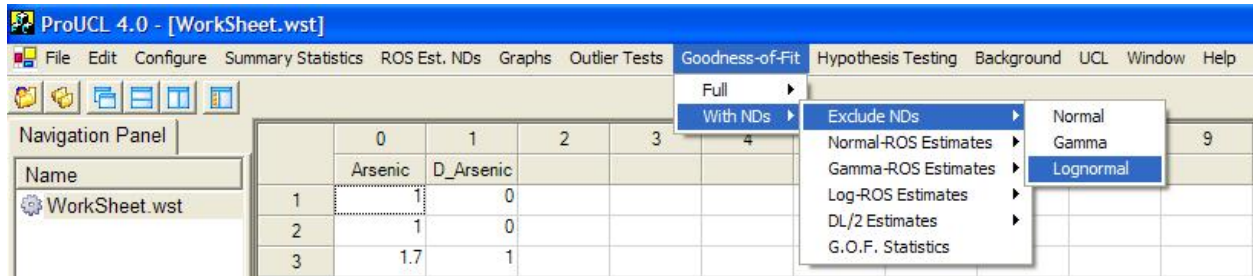 ProUCL 4.0 - [WorkSheet.wst]
File Edit Configure Summary Statistics ROS Est. NDs Graphs Outlier Tests Goodness-of-Fit Hypothesis Testing Background UCL Window Help
Full
With NDs
Exclude NDs
Normal-ROS Estimates
Gamma-ROS Estimates
Log-ROS Estimates
DL/2 Estimates
G.O.F. Statistics
Normal
Gamma
Lognormal
Navigation Panel
Name
WorkSheet.wst
0 1 2 3 4 9
Arsenic D_Arsenic
1 1 0
2 1 0
3 1.7 1